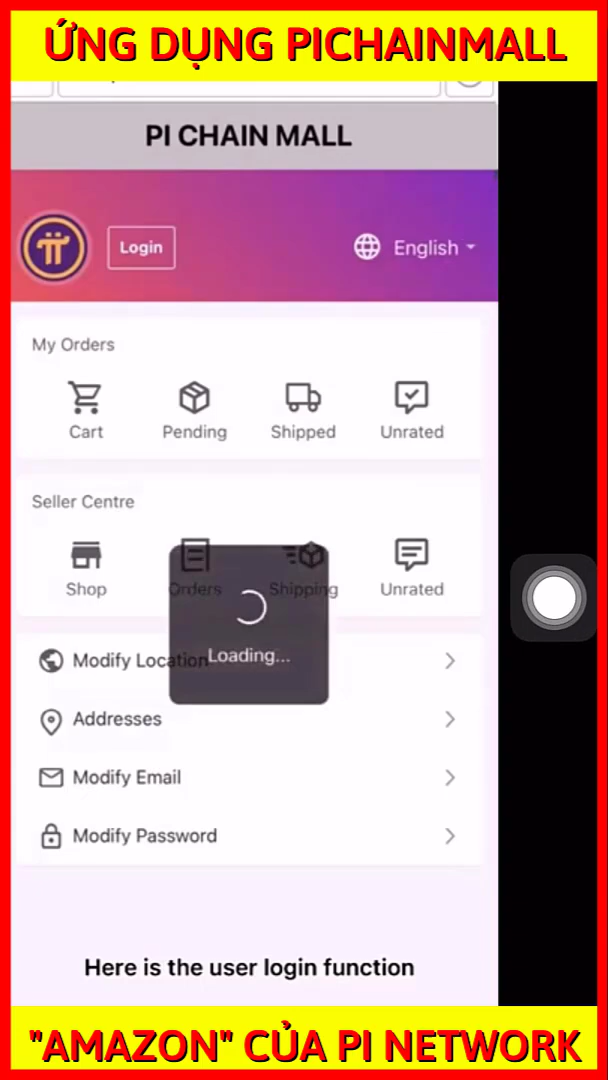 ỨNG DỤNG PICHAINMALL
PI CHAIN MALL
Login
English
My Orders
Cart Pending Shipped Unrated
Seller Centre
Shop Orders Shipping Unrated
Loading...
Modify Location
Addresses
Modify Email
Modify Password
Here is the user login function
"AMAZON" CỦA PI NETWORK